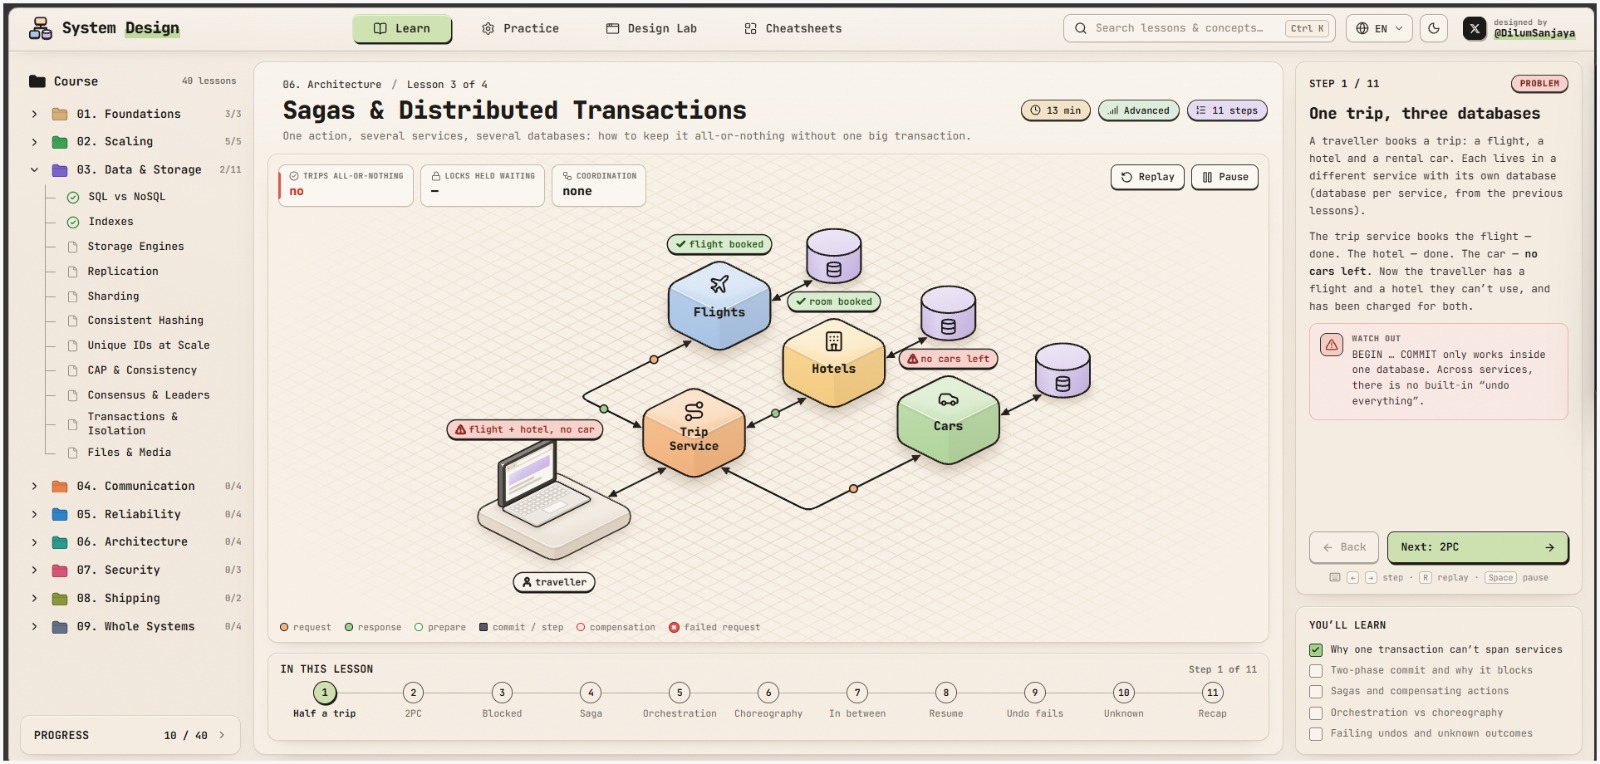 System Design
Learn
Practice
Design Lab
Cheatsheets
Search lessons & concepts…
Ctrl K
EN
designed by
@DilumSanjaya
Course
40 lessons
01. Foundations 3/3
02. Scaling 5/5
03. Data & Storage 2/11
SQL vs NoSQL
Indexes
Storage Engines
Replication
Sharding
Consistent Hashing
Unique IDs at Scale
CAP & Consistency
Consensus & Leaders
Transactions &
Isolation
Files & Media
04. Communication 0/4
05. Reliability 0/4
06. Architecture 0/4
07. Security 0/3
08. Shipping 0/2
09. Whole Systems 0/4
PROGRESS 10 / 40
06. Architecture / Lesson 3 of 4
Sagas & Distributed Transactions
One action, several services, several databases: how to keep it all-or-nothing without one big transaction.
13 min
Advanced
11 steps
TRIPS ALL-OR-NOTHING
no
LOCKS HELD WAITING
–
COORDINATION
none
Replay
Pause
flight booked
Flights
room booked
Hotels
no cars left
Cars
Trip
Service
flight + hotel, no car
traveller
request
response
prepare
commit / step
compensation
failed request
IN THIS LESSON
Step 1 of 11
1
2
3
4
5
6
7
8
9
10
11
Half a trip
2PC
Blocked
Saga
Orchestration
Choreography
In between
Resume
Undo fails
Unknown
Recap
STEP 1 / 11
PROBLEM
One trip, three databases
A traveller books a trip: a flight, a
hotel and a rental car. Each lives in a
different service with its own database
(database per service, from the previous
lessons).
The trip service books the flight —
done. The hotel — done. The car — no
cars left. Now the traveller has a
flight and a hotel they can't use, and
has been charged for both.
WATCH OUT
BEGIN … COMMIT only works inside
one database. Across services,
there is no built-in “undo
everything”.
← Back
Next: 2PC →
← → step · R replay · Space pause
YOU'LL LEARN
Why one transaction can't span services
Two-phase commit and why it blocks
Sagas and compensating actions
Orchestration vs choreography
Failing undos and unknown outcomes